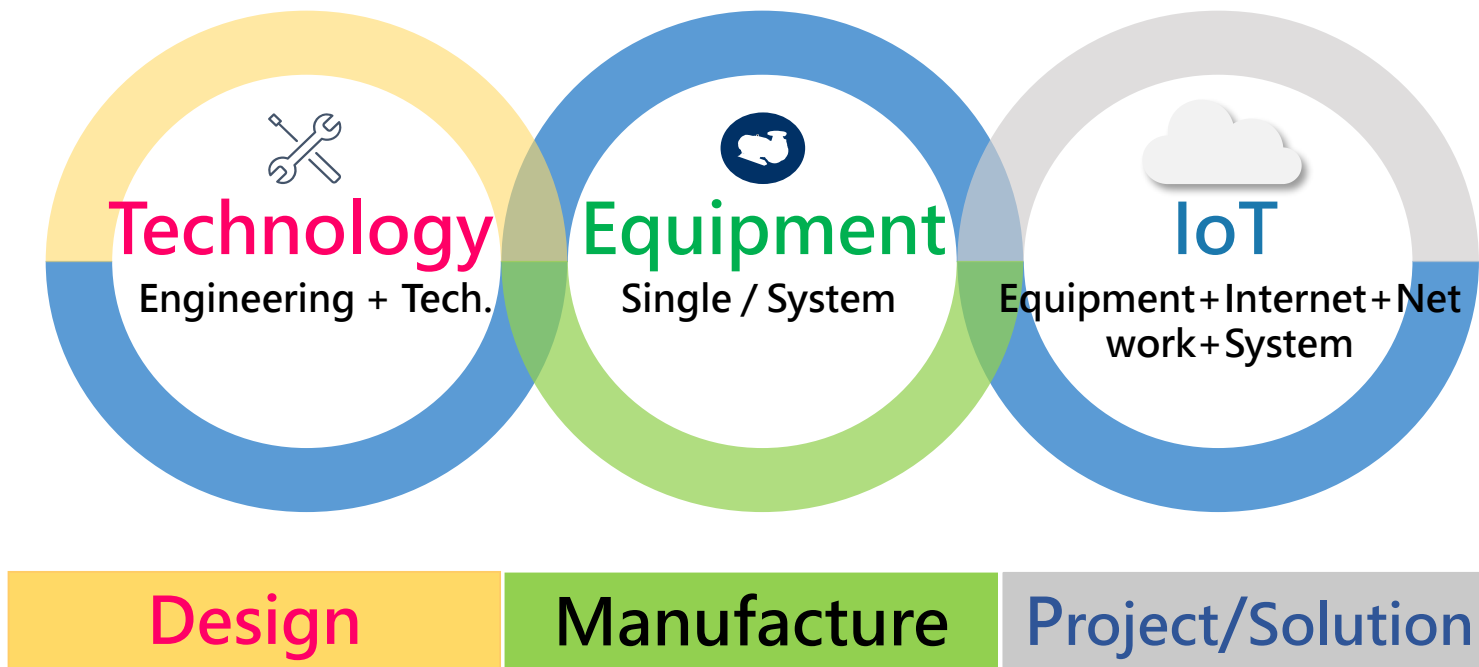 Technology
Engineering + Tech.
Equipment
Single / System
IoT
Equipment+Internet+Net
work+System
Design
Manufacture
Project/Solution